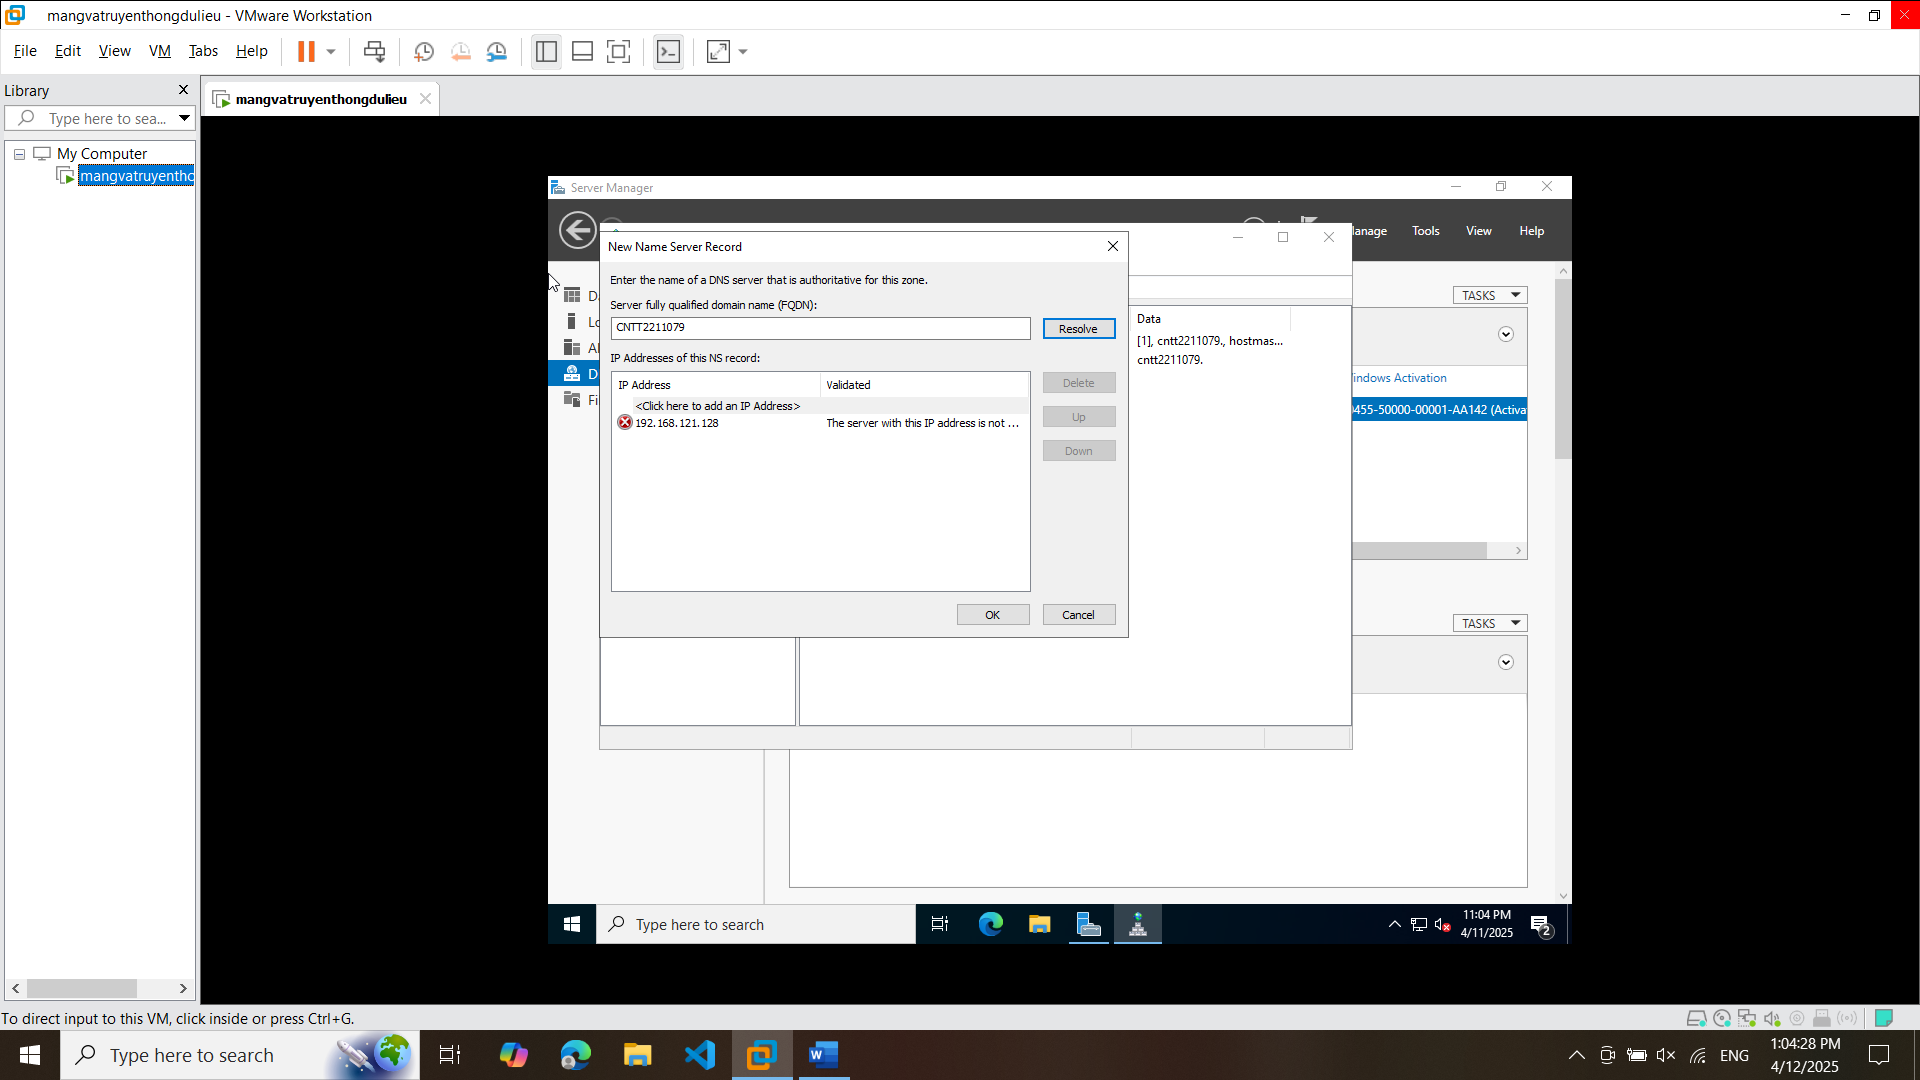 mangvatruyenthongdulieu - VMware Workstation
File Edit View VM Tabs Help
Library
mangvatruyenthongdulieu
Type here to sea...
My Computer
mangvatruyenthc
Server Manager
Manage Tools View Help
New Name Server Record
Enter the name of a DNS server that is authoritative for this zone.
Server fully qualified domain name (FQDN):
CNTT2211079
Resolve
IP Addresses of this NS record:
IP Address Validated
<Click here to add an IP Address>
192.168.121.128 The server with this IP address is not ...
Delete
Up
Down
OK Cancel
Data
[1], cntt2211079., hostmas...
cntt2211079.
TASKS
Windows Activation
0455-50000-00001-AA142 (Activa
TASKS
Type here to search
11:04 PM
4/11/2025
2
To direct input to this VM, click inside or press Ctrl+G.
Type here to search
ENG
1:04:28 PM
4/12/2025